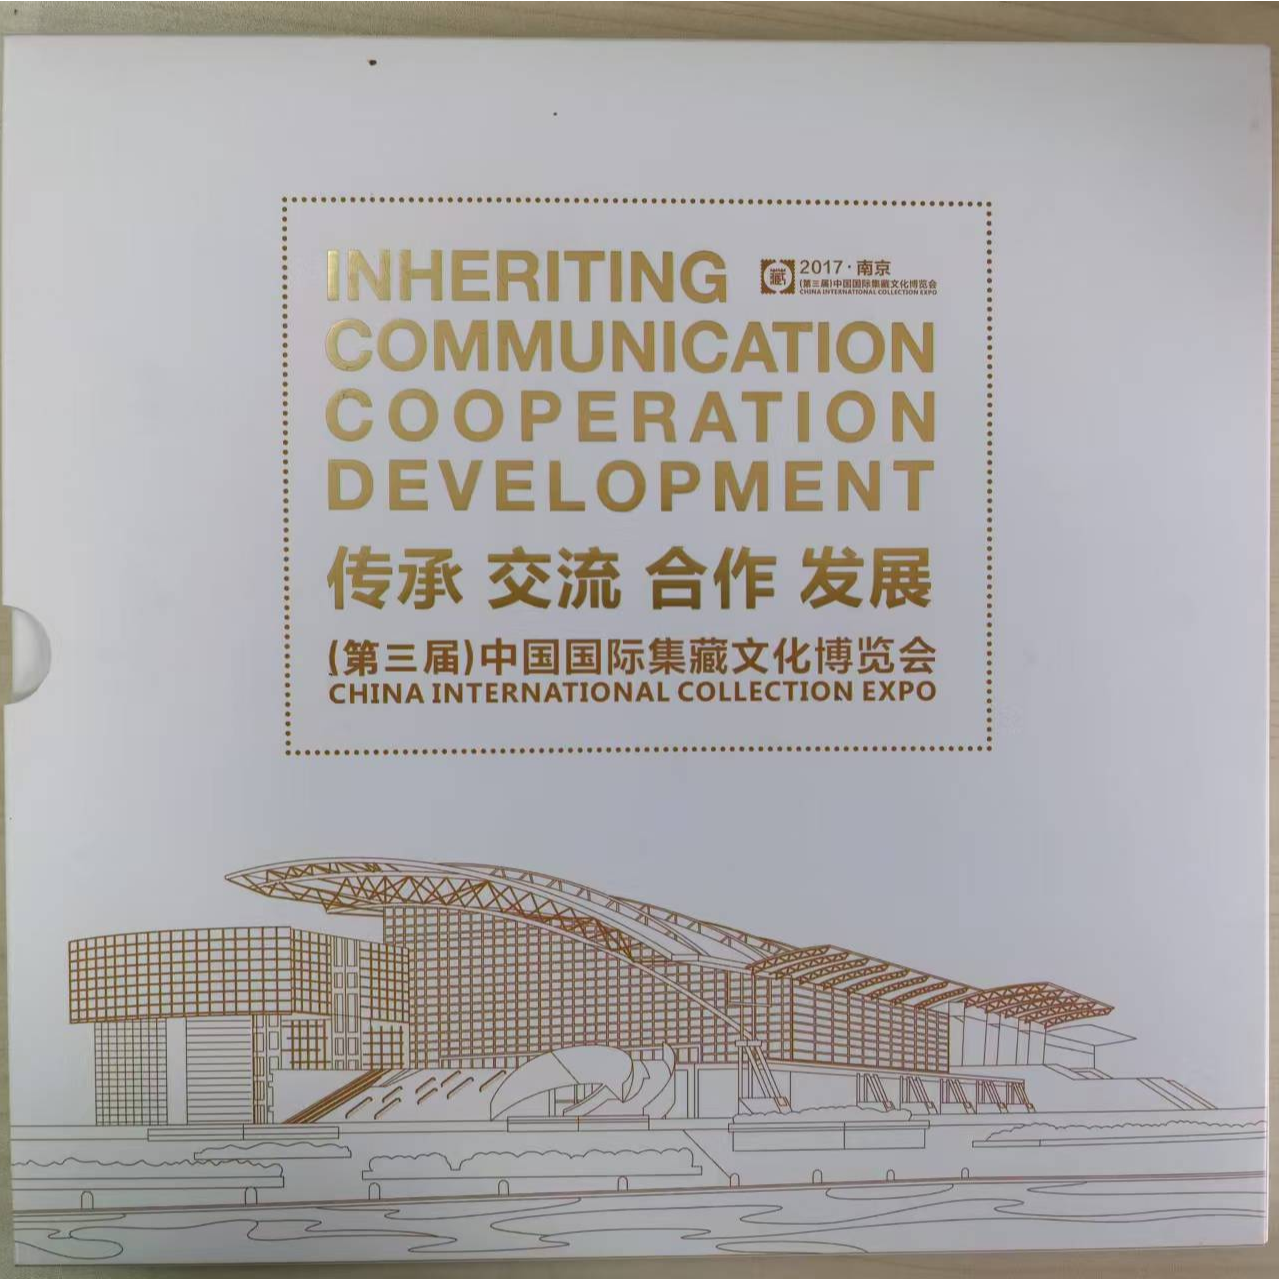 INHERITING
藏
2017·南京
(第三届)中国国际集藏文化博览会
CHINA INTERNATIONAL COLLECTION EXPO
COMMUNICATION
COOPERATION
DEVELOPMENT
传承 交流 合作 发展
(第三届)中国国际集藏文化博览会
CHINA INTERNATIONAL COLLECTION EXPO